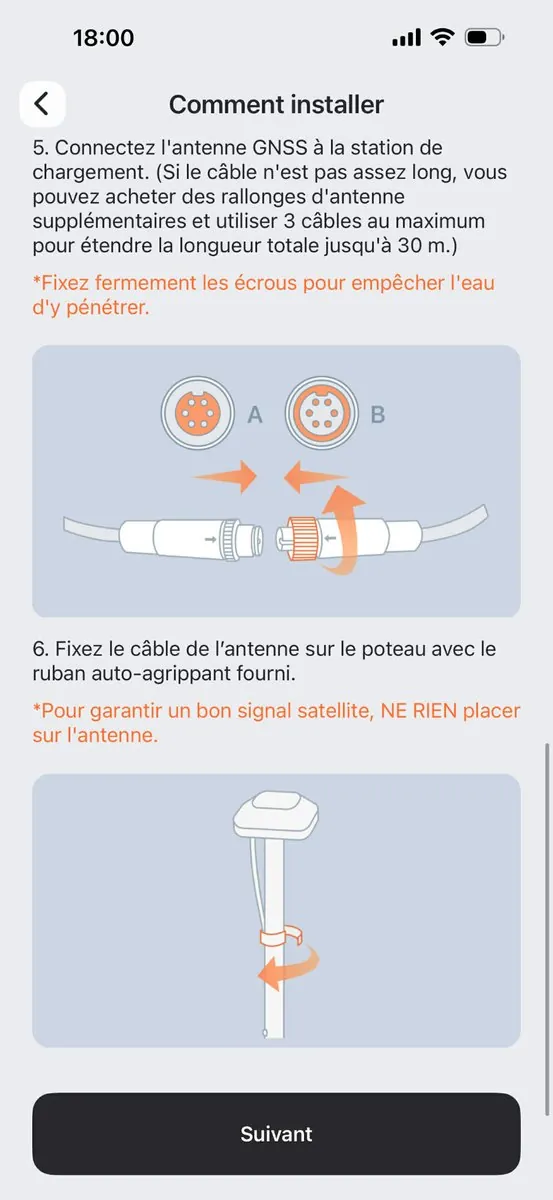 18:00
Comment installer
5. Connectez l'antenne GNSS à la station de
chargement. (Si le câble n'est pas assez long, vous
pouvez acheter des rallonges d'antenne
supplémentaires et utiliser 3 câbles au maximum
pour étendre la longueur totale jusqu'à 30 m.)
*Fixez fermement les écrous pour empêcher l'eau
d'y pénétrer.
A
B
6. Fixez le câble de l’antenne sur le poteau avec le
ruban auto-agrippant fourni.
*Pour garantir un bon signal satellite, NE RIEN placer
sur l'antenne.
Suivant